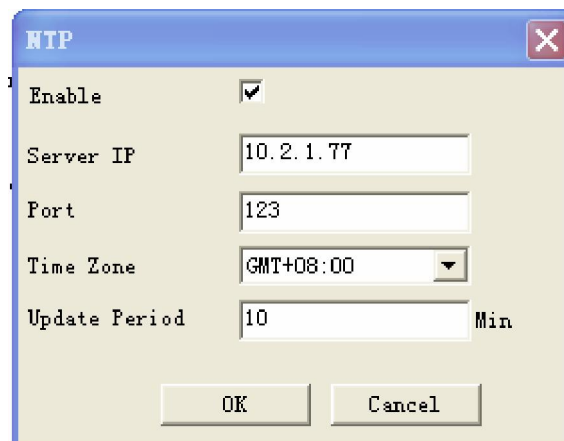 NTP
Enable
Server IP 10.2.1.77
Port 123
Time Zone GMT+08:00
Update Period 10 Min
OK Cancel